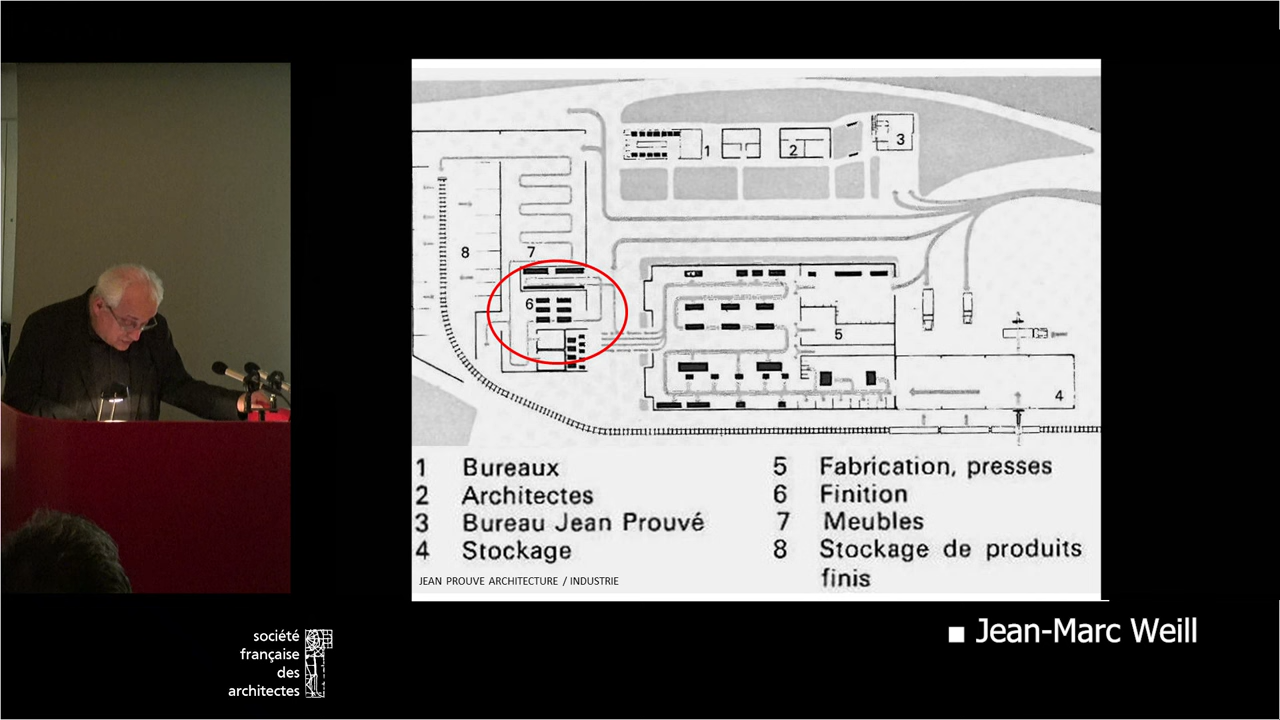 1
2
3
8
7
6
5
4
1 Bureaux
2 Architectes
3 Bureau Jean Prouvé
4 Stockage
5 Fabrication, presses
6 Finition
7 Meubles
8 Stockage de produits
finis
JEAN PROUVE ARCHITECTURE / INDUSTRIE
Jean-Marc Weill
société
française
des
architectes